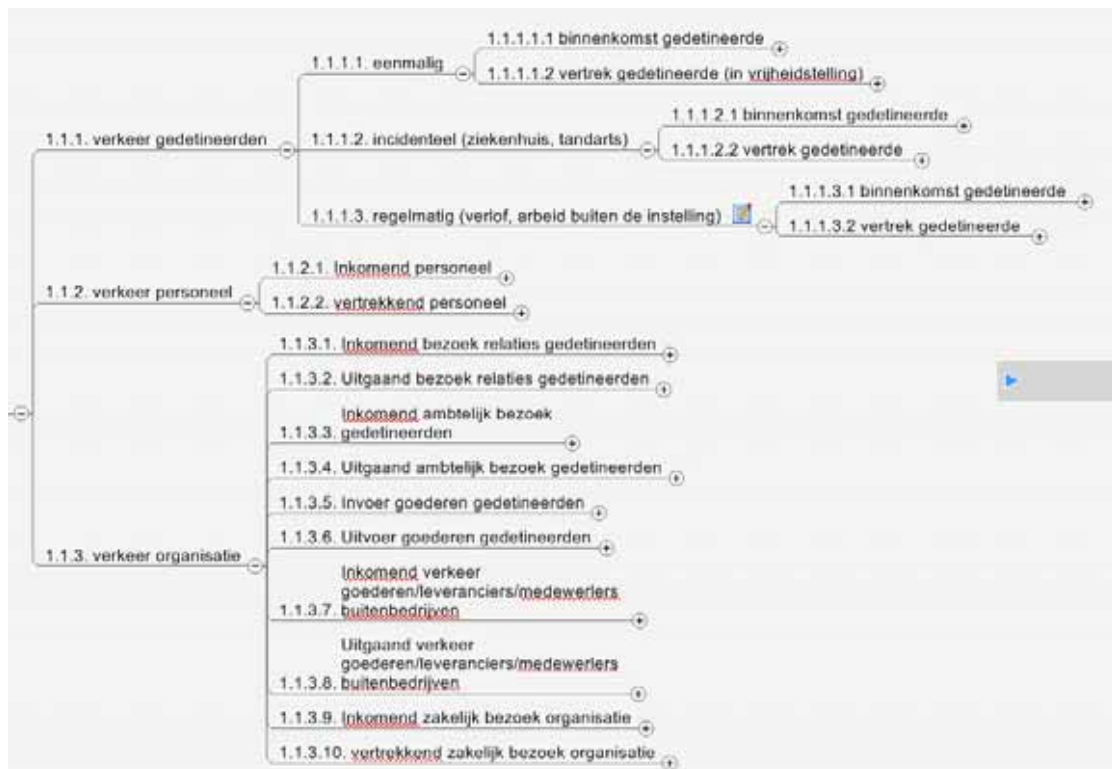 1.1.1.1.1 binnenkomst gedetineerde
1.1.1.1. eenmalig
1.1.1.1.2 vertrek gedetineerde (in vrijheidstelling)
1.1.1.2.1 binnenkomst gedetineerde
1.1.1. verkeer gedetineerden
1.1.1.2. incidenteel (ziekenhuis, tandarts)
1.1.1.2.2 vertrek gedetineerde
1.1.1.3.1 binnenkomst gedetineerde
1.1.1.3. regelmatig (verlof, arbeid buiten de instelling)
1.1.1.3.2 vertrek gedetineerde
1.1.2.1. Inkomend personeel
1.1.2. verkeer personeel
1.1.2.2. vertrekkend personeel
1.1.3.1. Inkomend bezoek relaties gedetineerden
1.1.3.2. Uitgaand bezoek relaties gedetineerden
Inkomend ambtelijk bezoek
1.1.3.3. gedetineerden
1.1.3.4. Uitgaand ambtelijk bezoek gedetineerden
1.1.3.5. Invoer goederen gedetineerden
1.1.3.6. Uitvoer goederen gedetineerden
1.1.3. verkeer organisatie
Inkomend verkeer
goederen/leveranciers/medewerlers
1.1.3.7. buitenbedrijven
Uitgaand verkeer
goederen/leveranciers/medewerlers
1.1.3.8. buitenbedrijven
1.1.3.9. Inkomend zakelijk bezoek organisatie
1.1.3.10. vertrekkend zakelijk bezoek organisatie